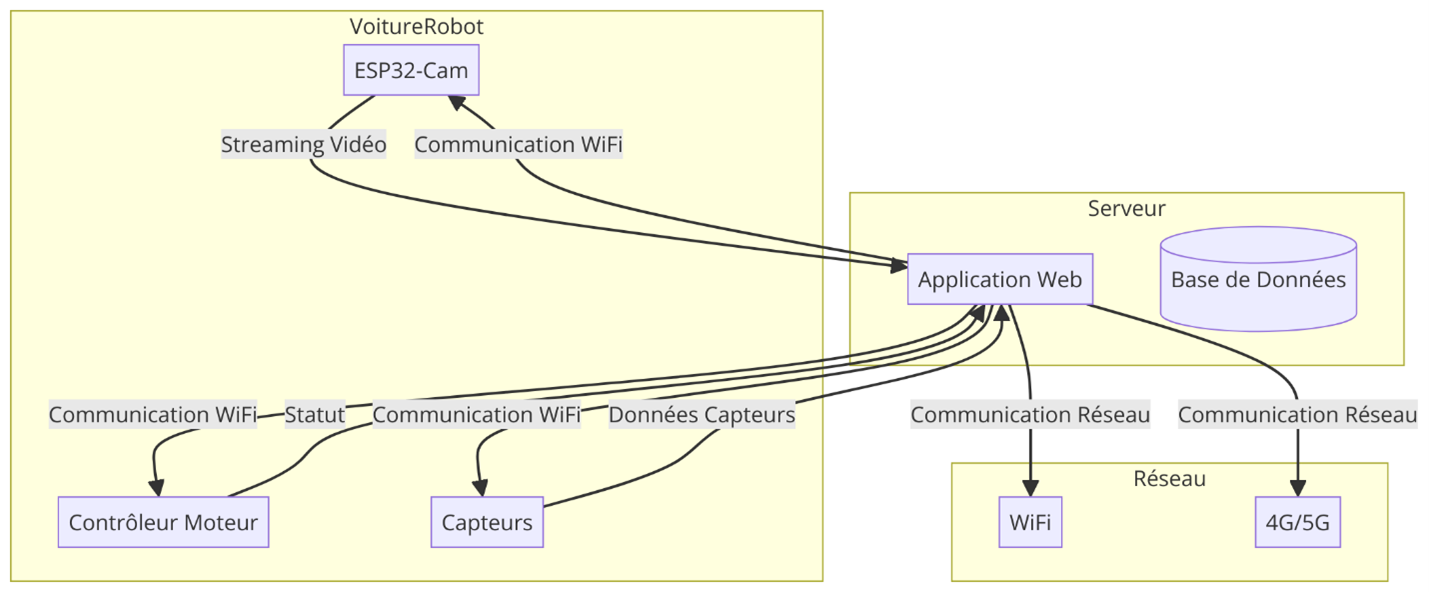 VoitureRobot
ESP32-Cam
Streaming Vidéo
Communication WiFi
Serveur
Application Web
Base de Données
Communication WiFi
Statut
Communication WiFi
Données Capteurs
Communication Réseau
Communication Réseau
Réseau
Contrôleur Moteur
Capteurs
WiFi
4G/5G